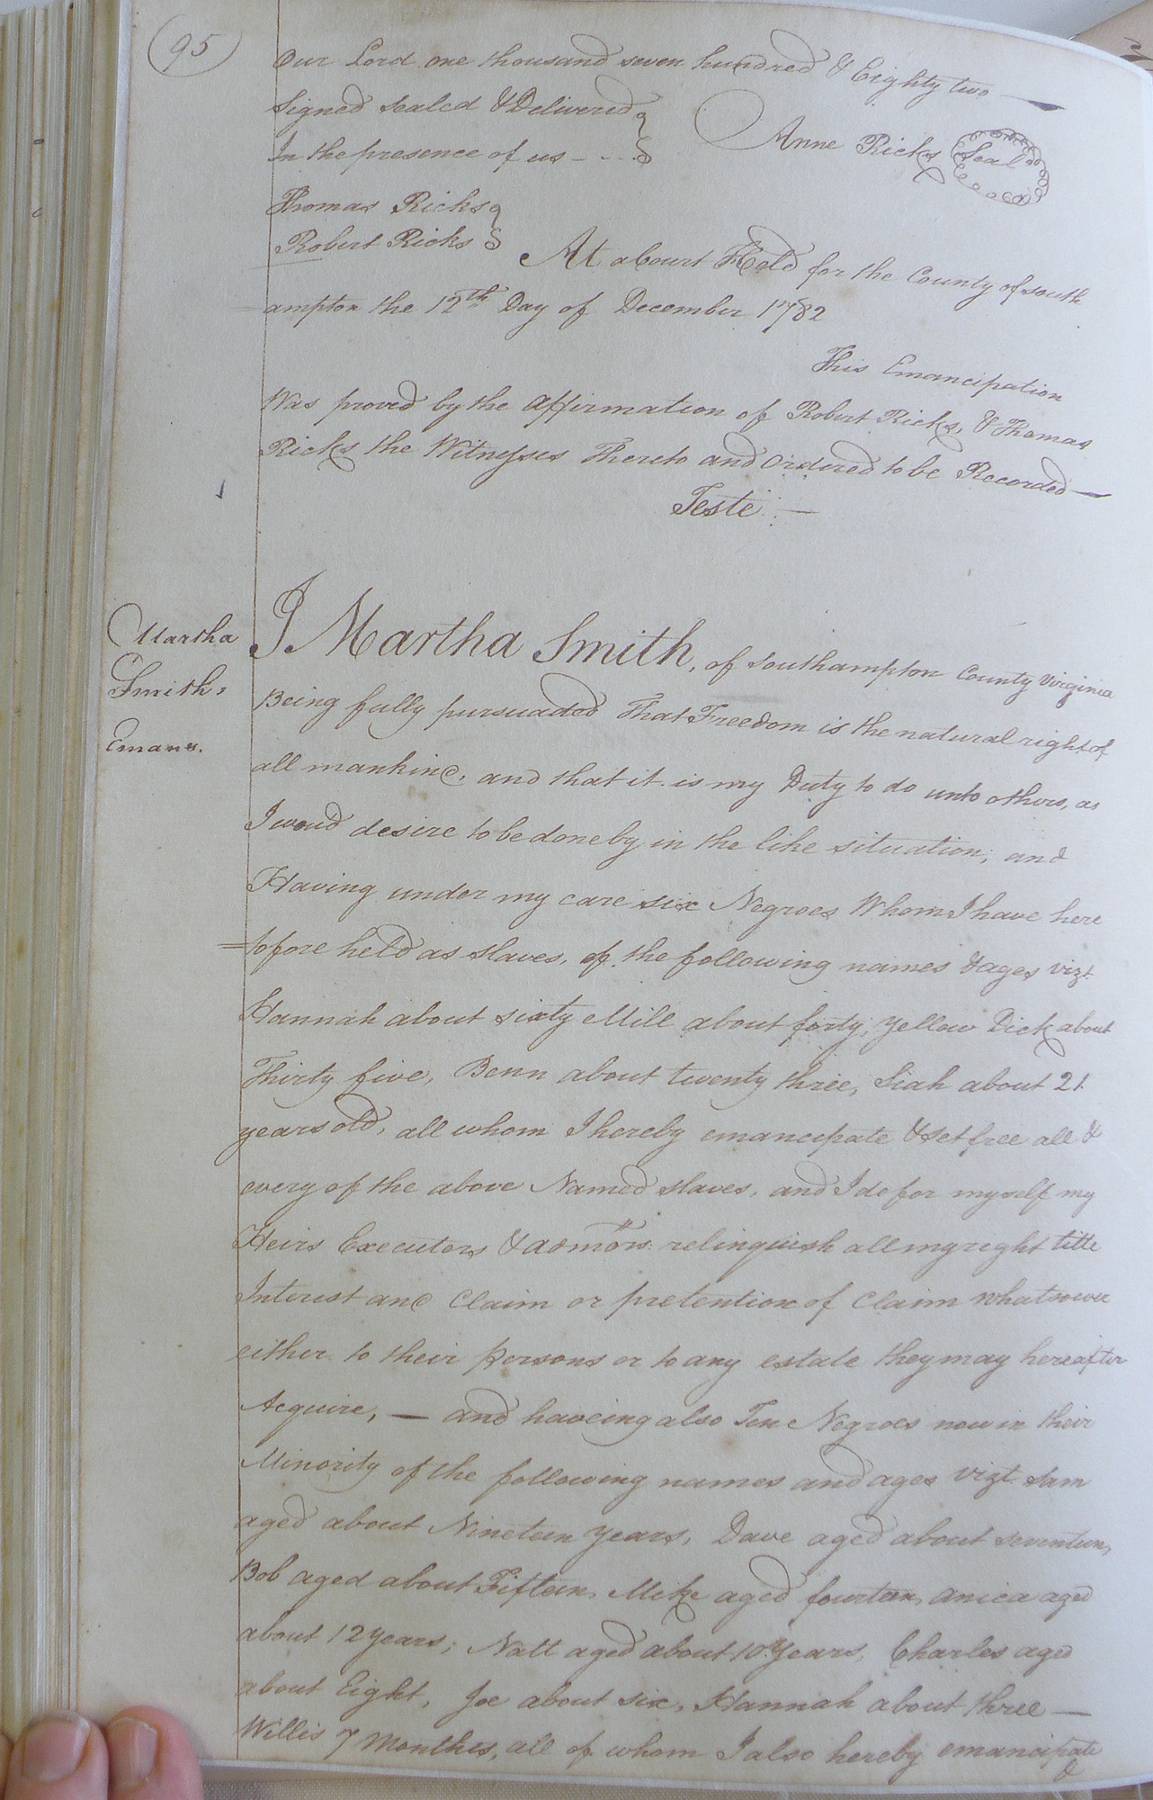 95
Our Lord one thousand seven hundred & Eighty two
Signed Sealed & Delivered
In the presence of us - - - -
Anne Ricks Seal
Thomas Ricks
Robert Ricks
At a Court Held for the County of South
ampton the 12th Day of December 1782
This Emancipation
Was proved by the Affirmation of Robert Ricks, & Thomas
Ricks the Witnesses Thereto and Ordered to be Recorded —
Teste —
Martha
Smith's
Emans.
I Martha Smith, of Southampton County Virginia
Being fully pursuaded That Freedom is the natural right of
all mankind, and that it is my Duty to do unto others, as
I woud desire to be done by in the like situation; and
Having under my care six Negroes Whom I have here
=tofore held as slaves, of the following names & ages vizt.
Hannah about sixty Mill about forty, Yellow Dick about
Thirty five, Benn about twenty three, Siah about 21
years old, all whom I hereby emancipate & set free all &
every of the above Named slaves, and I do for myself my
Heirs Executors & admors. relinquish all my right title
Interest and Claim or pretention of Claim whatsoever
either to their persons or to any estate they may hereafter
Acquire, — and haveing also Ten Negroes now in their
Minority of the following names and ages Vizt. Sam
aged about Nineteen Years, Dave aged about seventeen,
Bob aged about Fifteen, Mike aged fourteen, Anica aged
about 12 Years; Natt aged about 10 Years, Charles aged
about Eight, Joe about six, Hannah about three —
Willis 7 Monthes, all of whom I also hereby emancipate
&